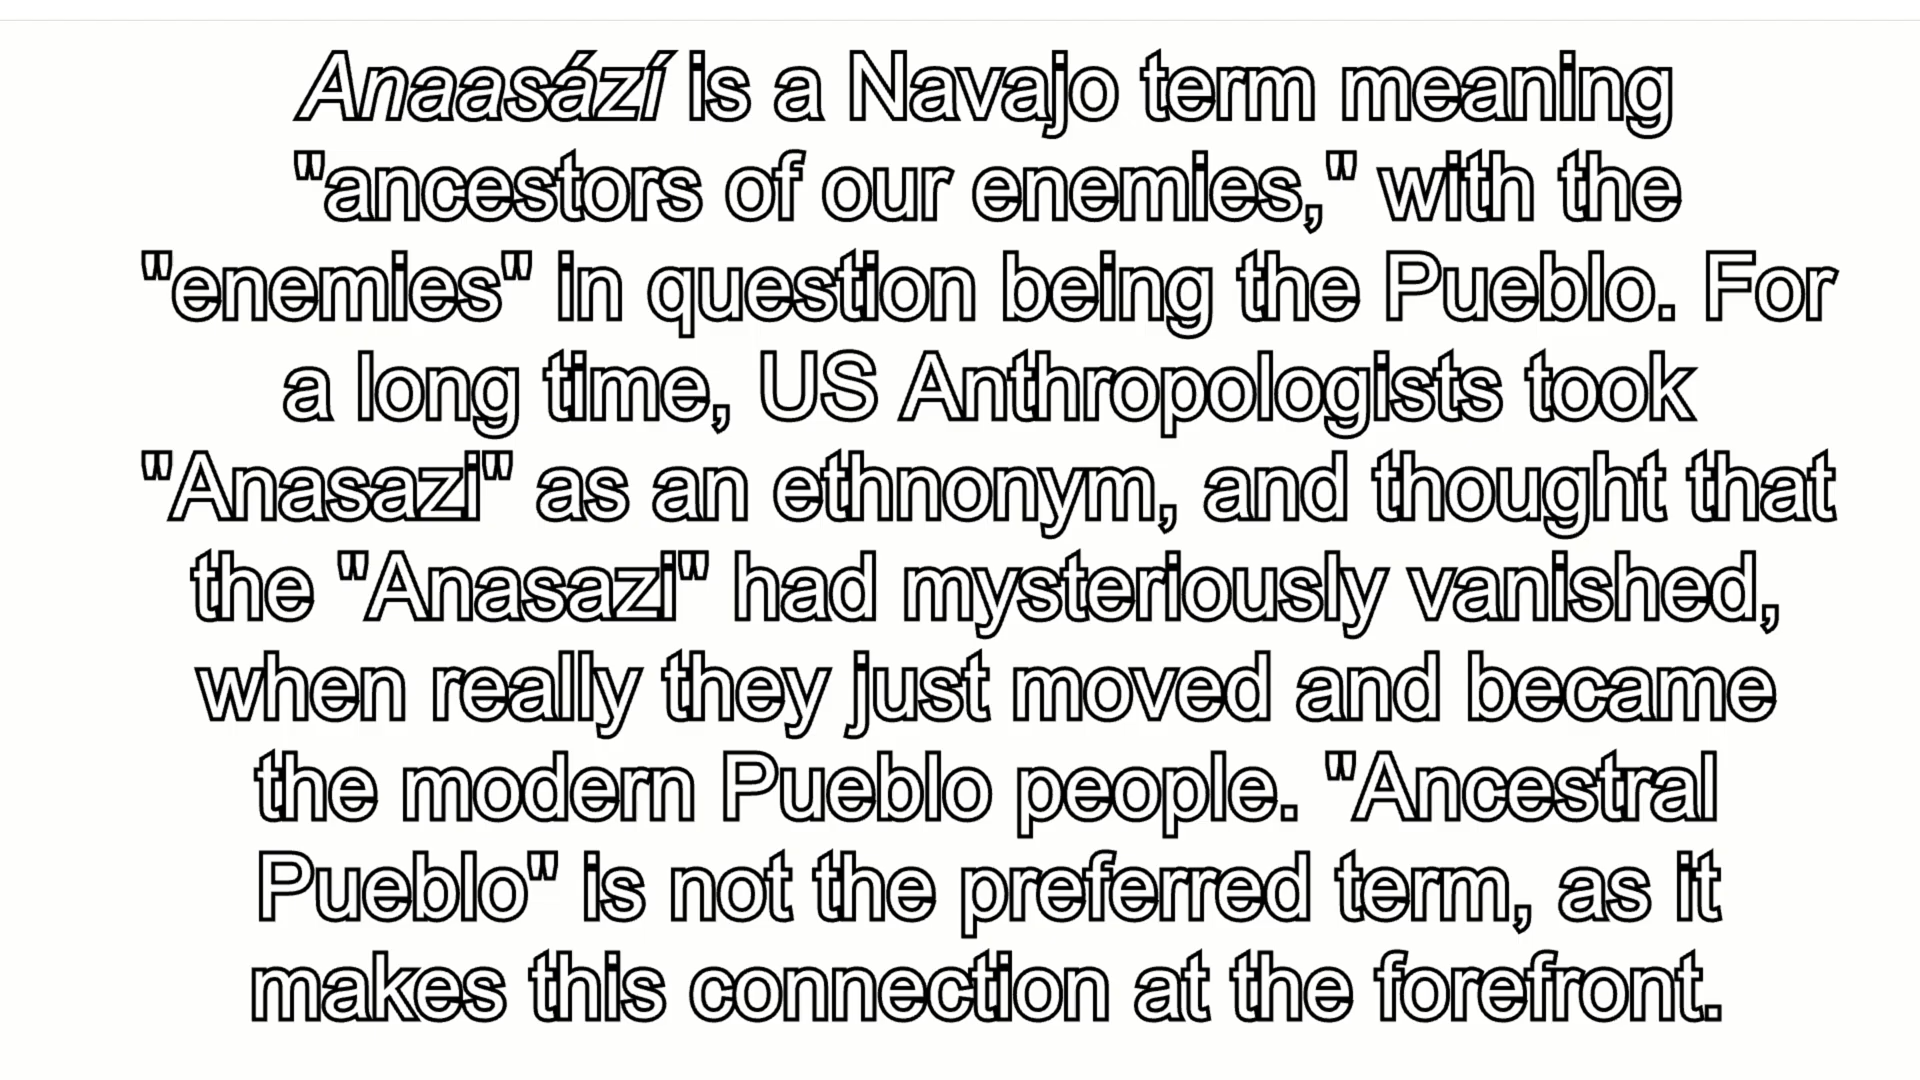 Anaasází is a Navajo term meaning
"ancestors of our enemies," with the
"enemies" in question being the Pueblo. For
a long time, US Anthropologists took
"Anasazi" as an ethnonym, and thought that
the "Anasazi" had mysteriously vanished,
when really they just moved and became
the modern Pueblo people. "Ancestral
Pueblo" is not the preferred term, as it
makes this connection at the forefront.